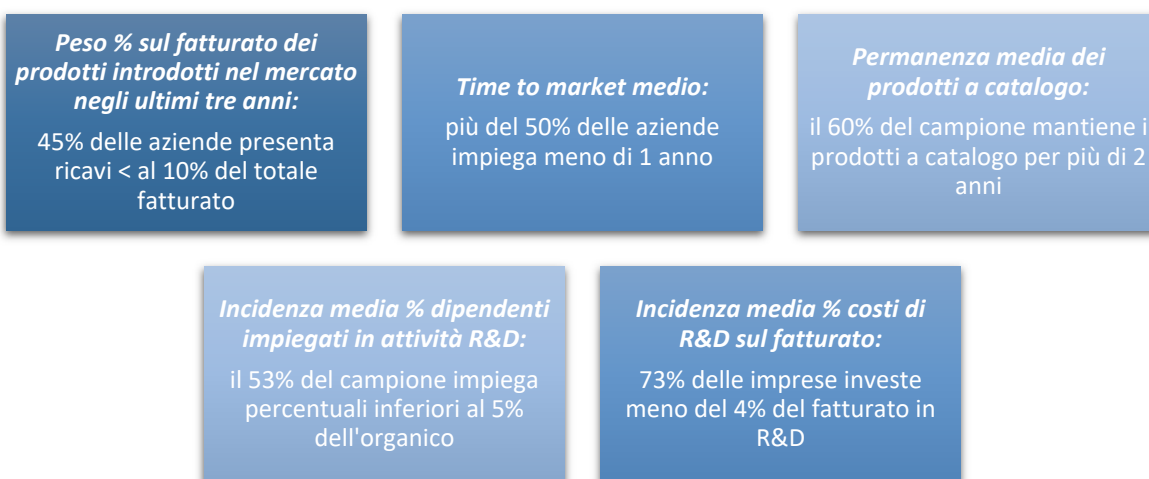 Peso % sul fatturato dei
prodotti introdotti nel mercato
negli ultimi tre anni:
45% delle aziende presenta
ricavi < al 10% del totale
fatturato
Time to market medio:
più del 50% delle aziende
impiega meno di 1 anno
Permanenza media dei
prodotti a catalogo:
il 60% del campione mantiene i
prodotti a catalogo per più di 2
anni
Incidenza media % dipendenti
impiegati in attività R&D:
il 53% del campione impiega
percentuali inferiori al 5%
dell'organico
Incidenza media % costi di
R&D sul fatturato:
73% delle imprese investe
meno del 4% del fatturato in
R&D